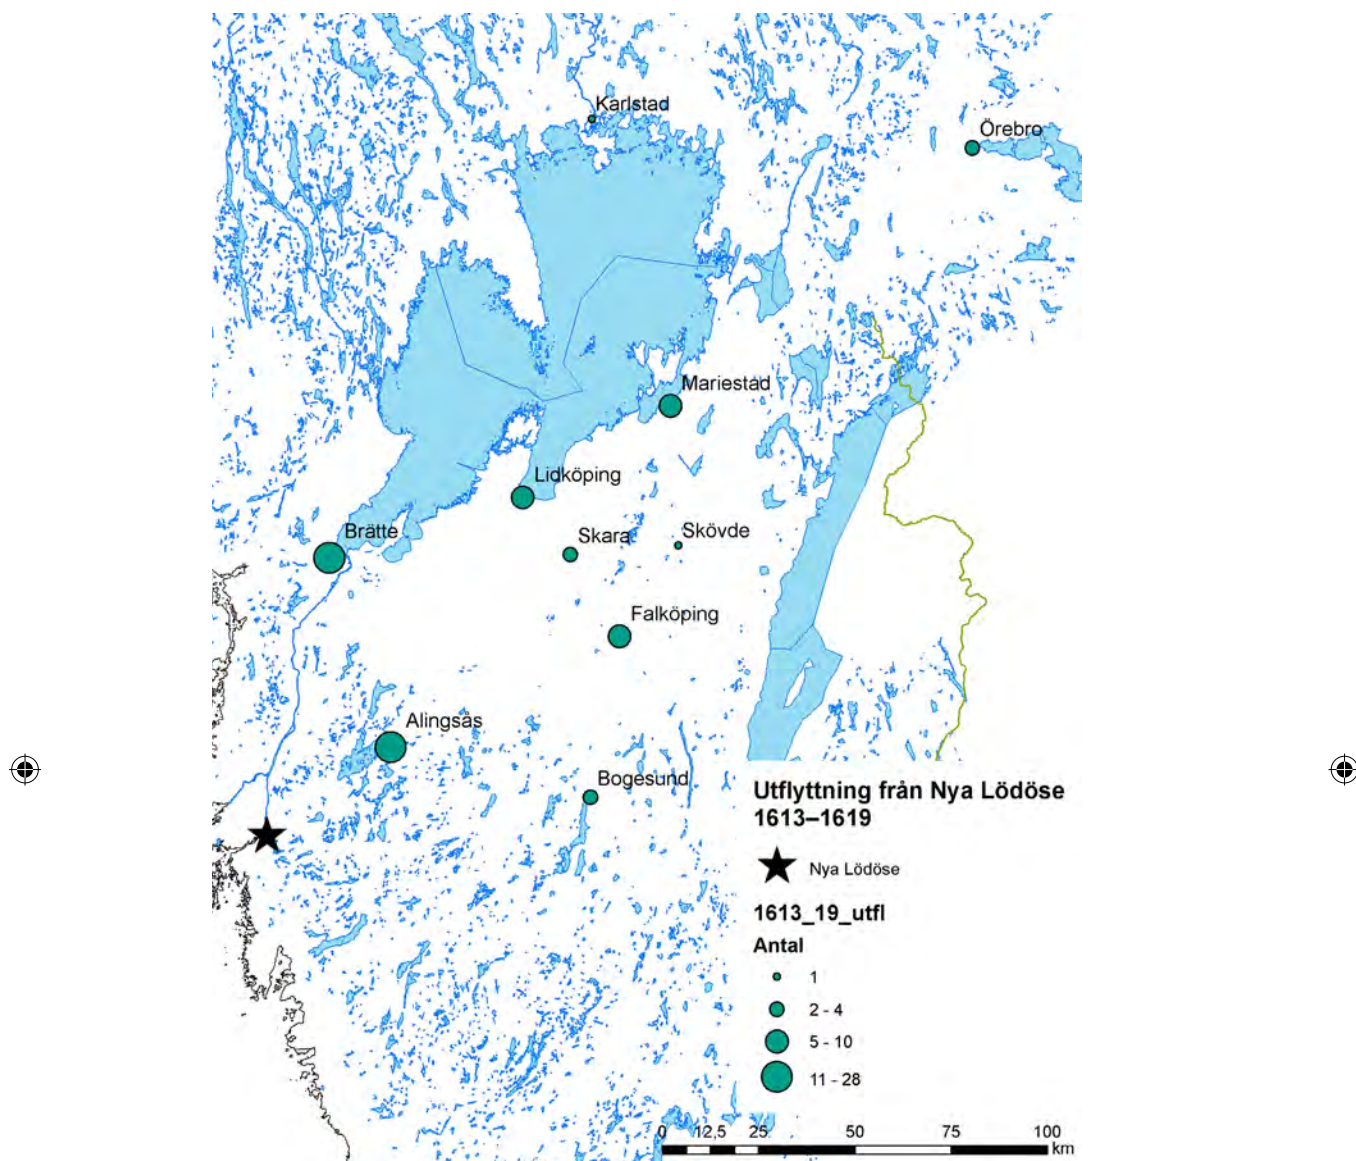 Karlstad
Örebro
Mariestad
Lidköping
Brätte
Skara
Skövde
Falköping
Alingsås
Bogesund
Utflyttning från Nya Lödöse
1613–1619
Nya Lödöse
1613_19_utfl
Antal
1
2 - 4
5 - 10
11 - 28
0 12,5 25 50 75 100
km